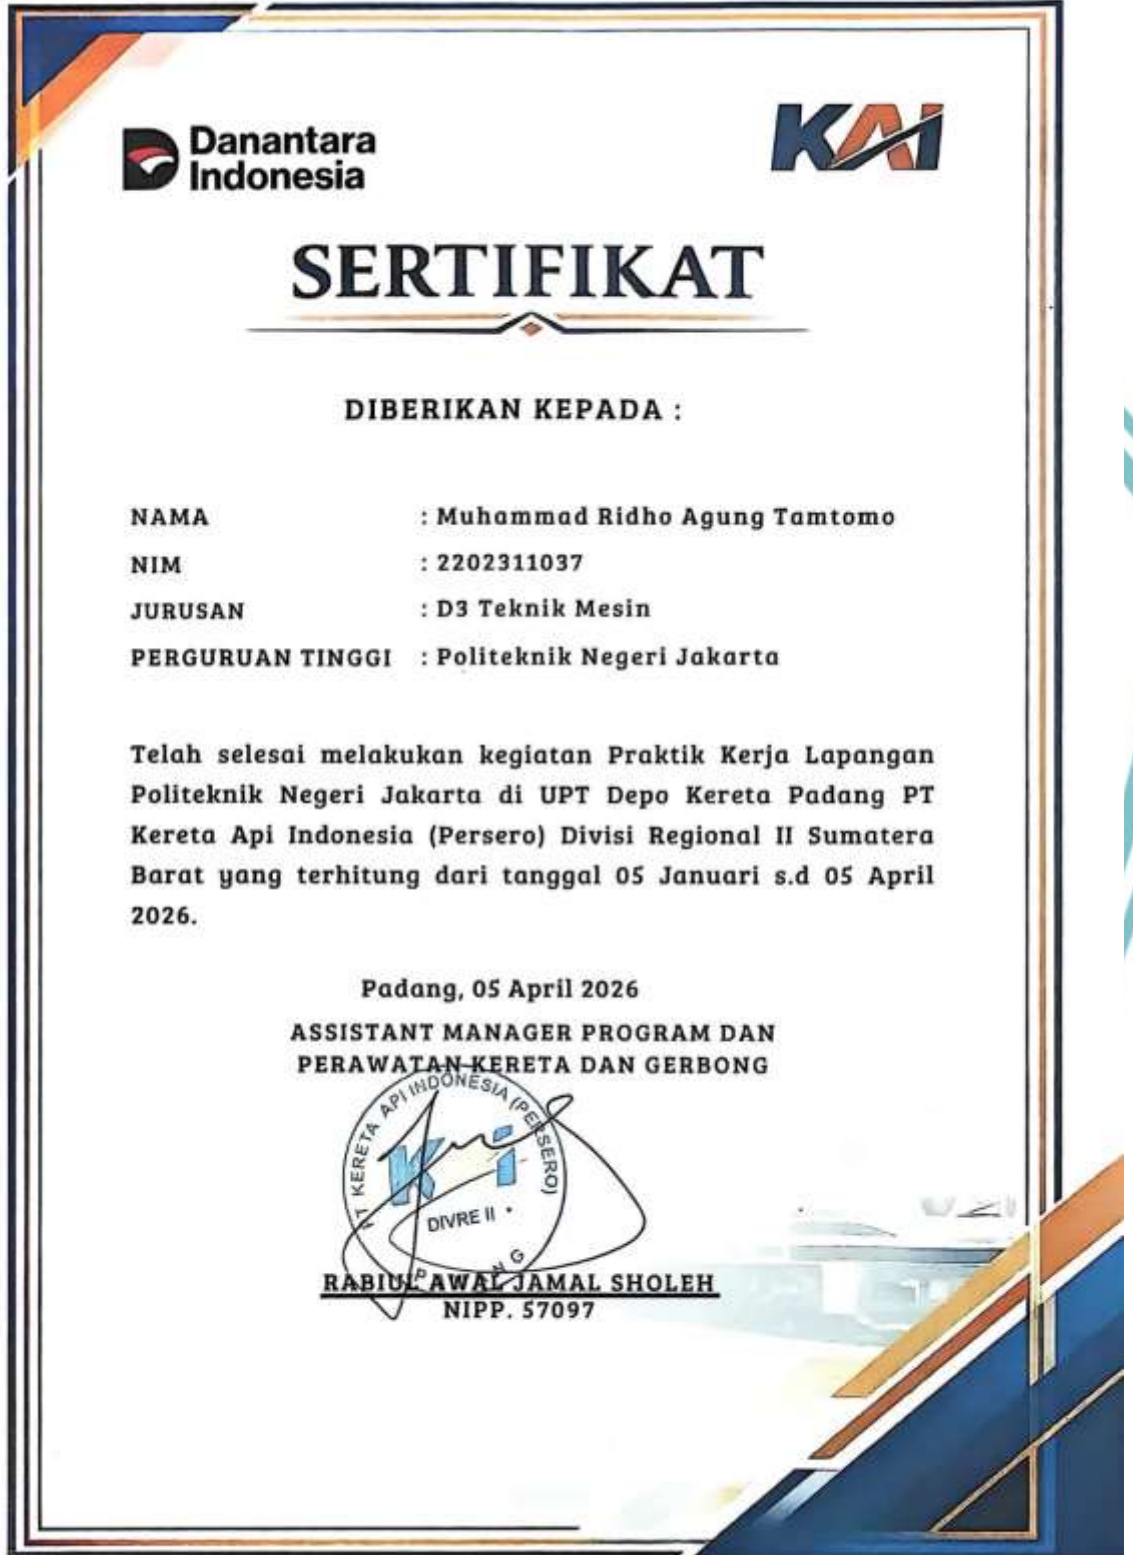 Danantara
Indonesia
KAI
SERTIFIKAT
DIBERIKAN KEPADA :
NAMA : Muhammad Ridho Agung Tamtomo
NIM : 2202311037
JURUSAN : D3 Teknik Mesin
PERGURUAN TINGGI : Politeknik Negeri Jakarta
Telah selesai melakukan kegiatan Praktik Kerja Lapangan
Politeknik Negeri Jakarta di UPT Depo Kereta Padang PT
Kereta Api Indonesia (Persero) Divisi Regional II Sumatera
Barat yang terhitung dari tanggal 05 Januari s.d 05 April
2026.
Padang, 05 April 2026
ASSISTANT MANAGER PROGRAM DAN
PERAWATAN KERETA DAN GERBONG
PT KERETA API INDONESIA (PERSERO)
DIVRE II
RABIUL AWAL JAMAL SHOLEH
NIPP. 57097